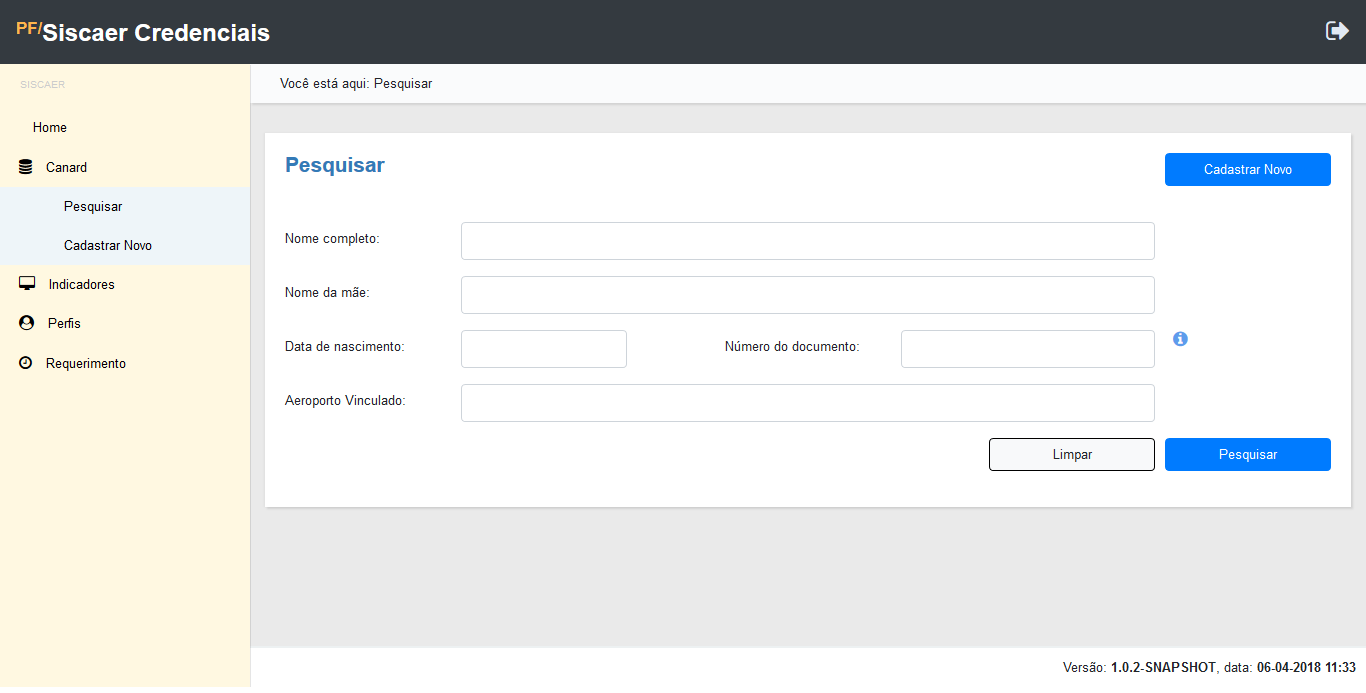 PF/Siscaer Credenciais
SISCAER
Home
Canard
Pesquisar
Cadastrar Novo
Indicadores
Perfis
Requerimento
Você está aqui: Pesquisar
Pesquisar
Cadastrar Novo
Nome completo:
Nome da mãe:
Data de nascimento:
Número do documento:
Aeroporto Vinculado:
Limpar
Pesquisar
Versão: 1.0.2-SNAPSHOT, data: 06-04-2018 11:33